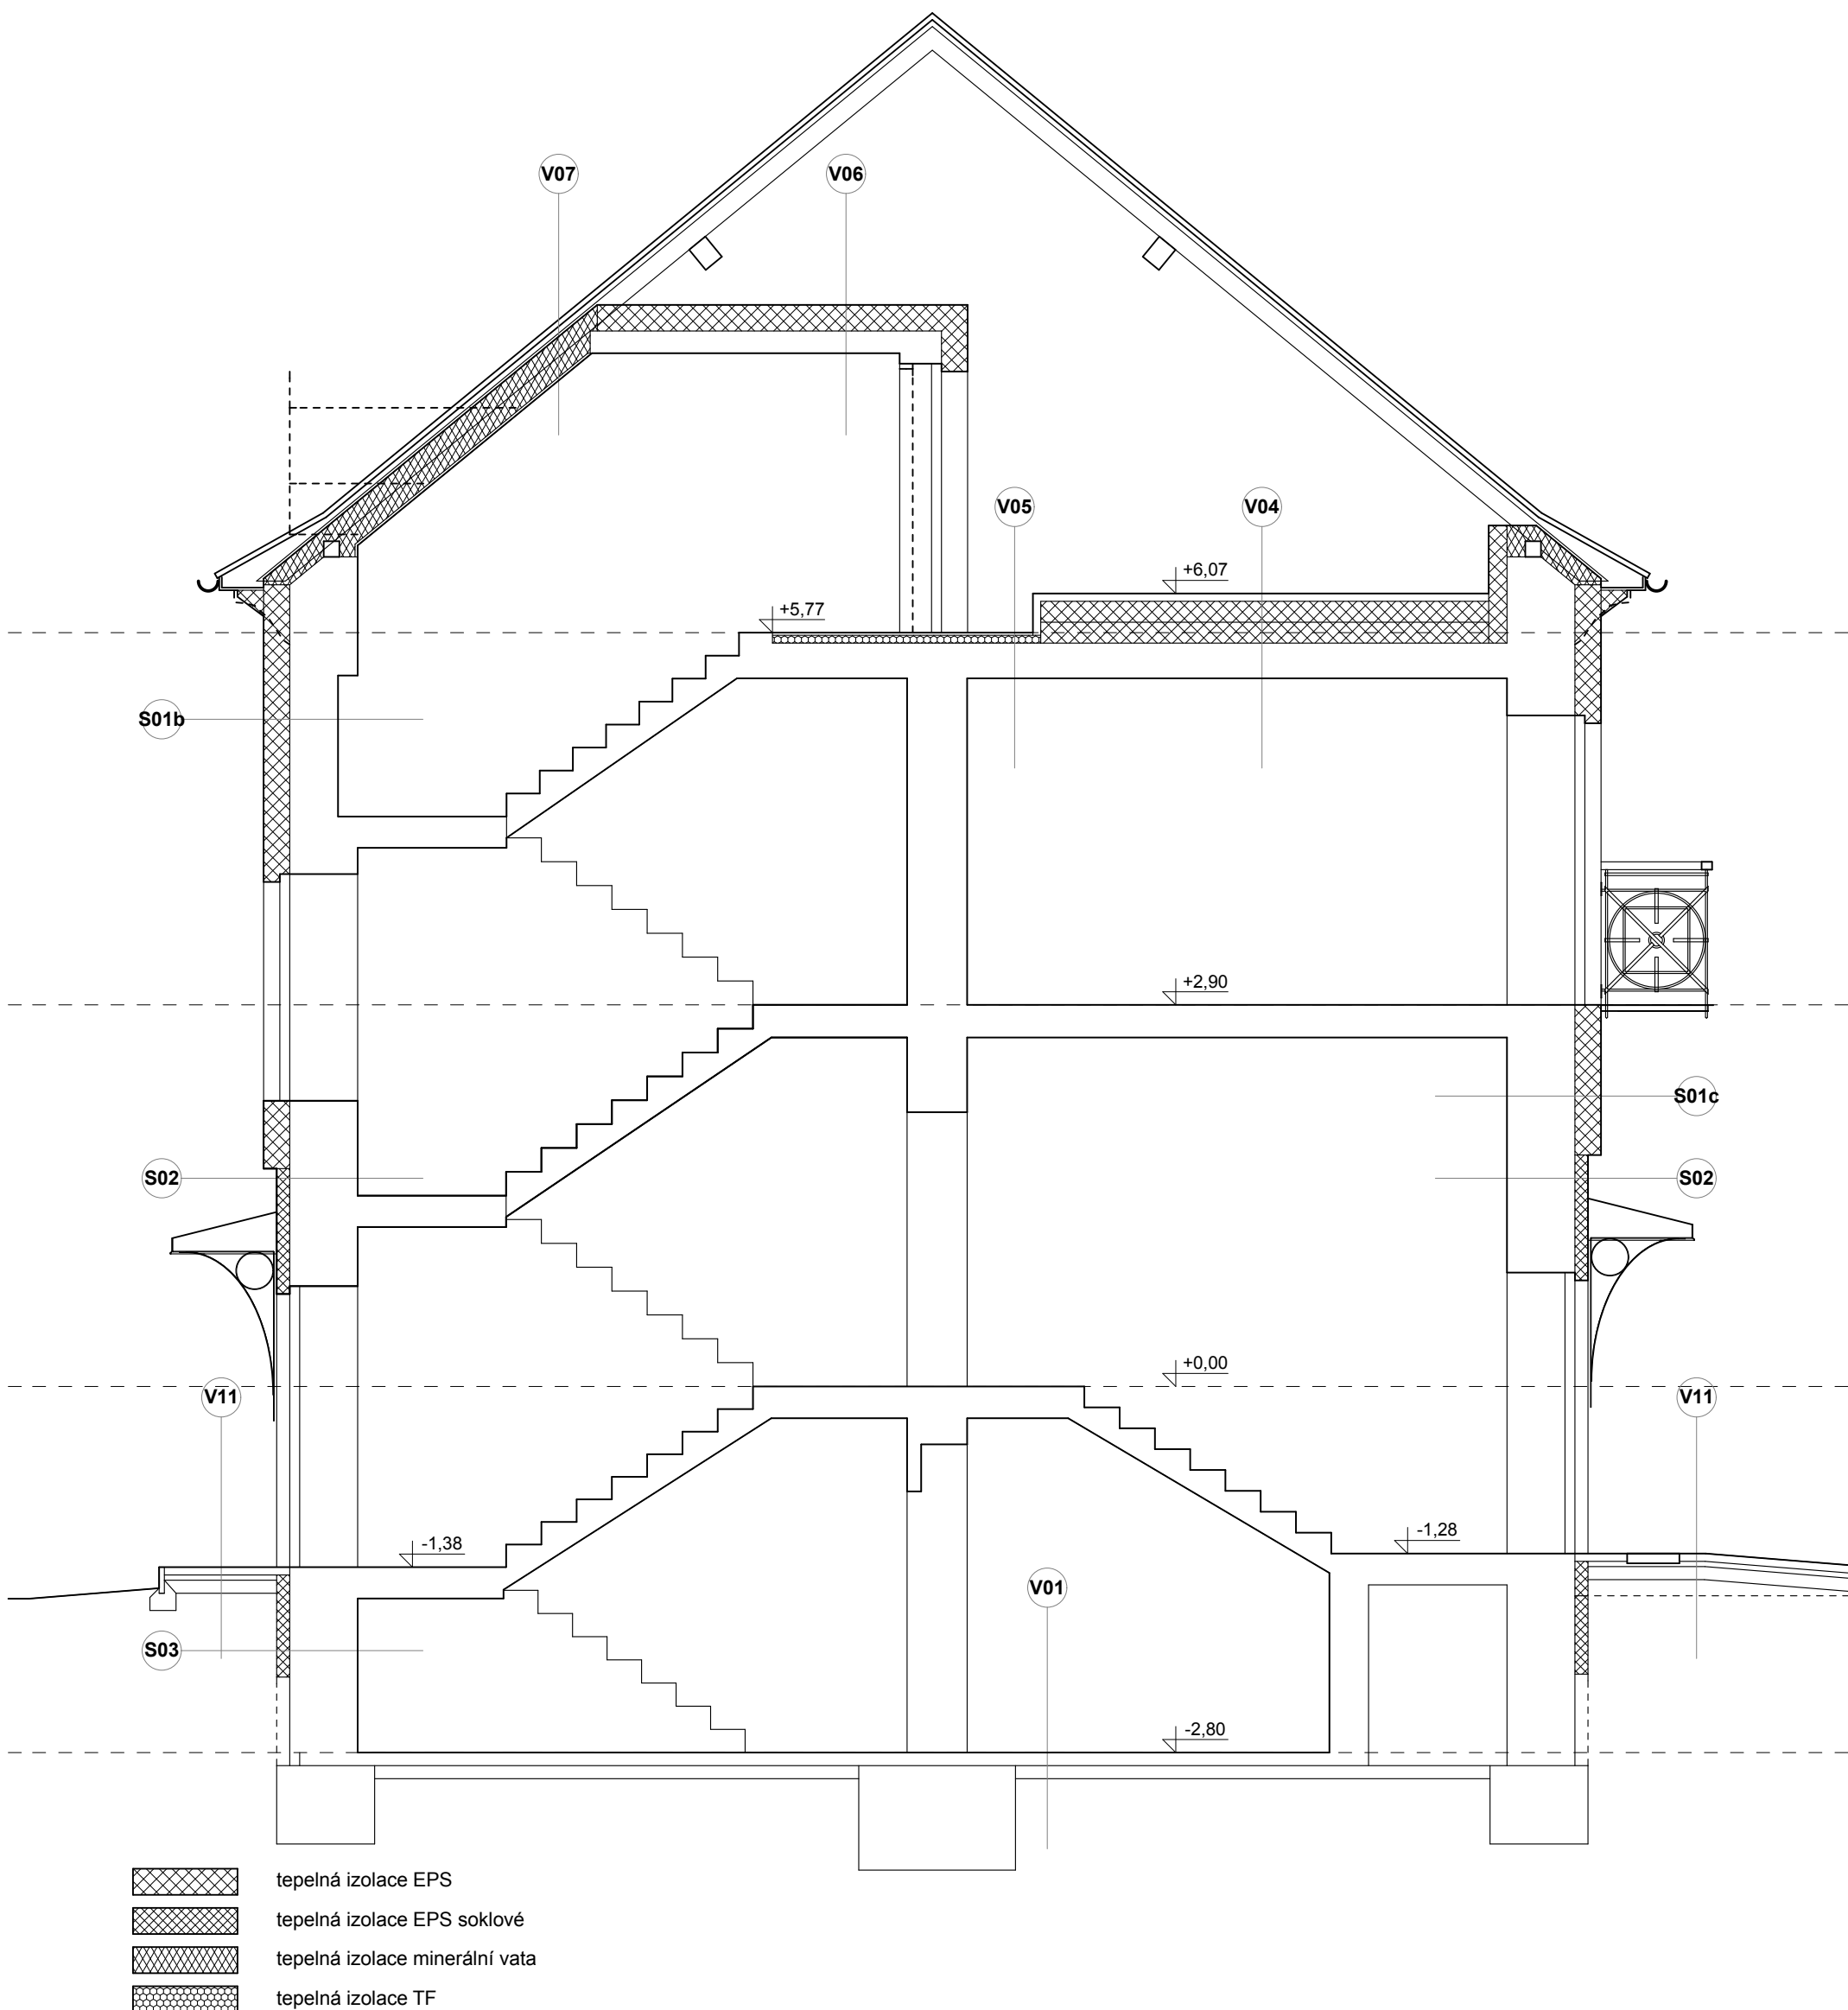 V07
V06
V05
V04
+6,07
+5,77
S01b
+2,90
S01c
S02
S02
+0,00
V11
V11
-1,38
-1,28
V01
S03
-2,80
tepelná izolace EPS
tepelná izolace EPS soklové
tepelná izolace minerální vata
tepelná izolace TF